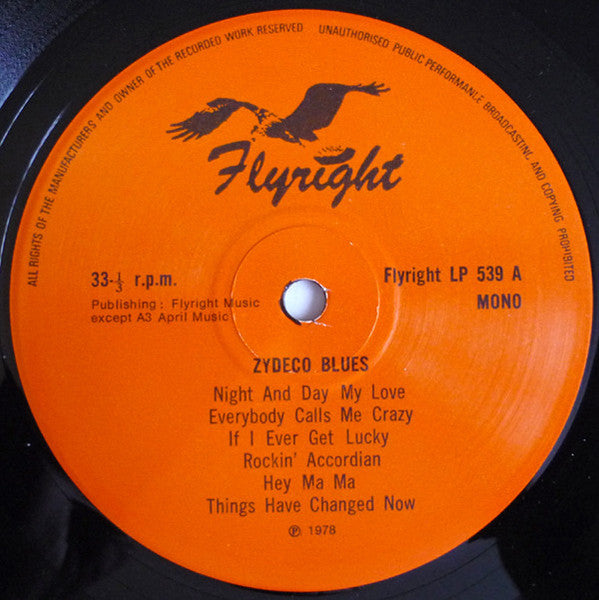 ALL RIGHTS OF THE MANUFACTURERS AND OWNER OF THE RECORDED WORK RESERVED UNAUTHORISED PUBLIC PERFORMANCE BROADCASTING AND COPYING PROHIBITED
Flyright
33-⅓ r.p.m.
Publishing : Flyright Music
except A3 April Music
Flyright LP 539 A
MONO
ZYDECO BLUES
Night And Day My Love
Everybody Calls Me Crazy
If I Ever Get Lucky
Rockin' Accordian
Hey Ma Ma
Things Have Changed Now
℗ 1978